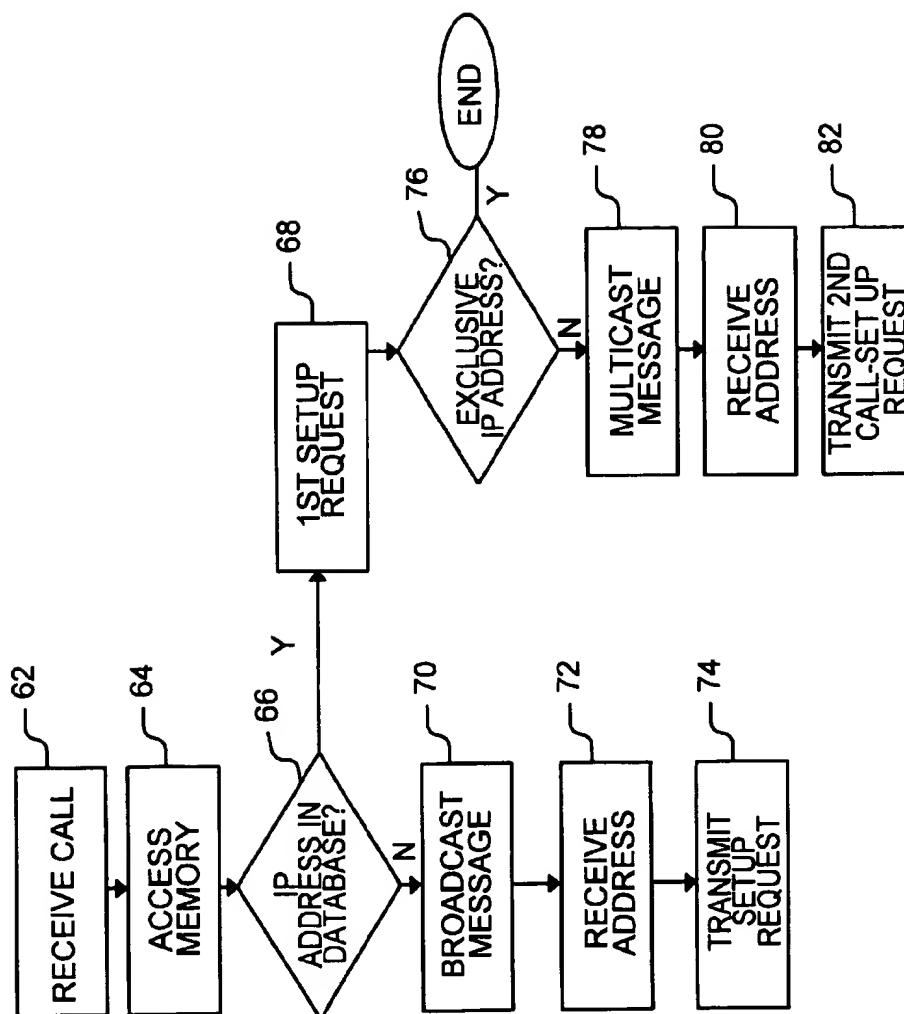 62
RECEIVE CALL
64
ACCESS
MEMORY
66
IP
ADDRESS IN
DATABASE?
Y
N
68
1ST SETUP
REQUEST
76
EXCLUSIVE
IP ADDRESS?
Y
END
N
70
BROADCAST
MESSAGE
72
RECEIVE
ADDRESS
74
TRANSMIT
SETUP
REQUEST
78
MULTICAST
MESSAGE
80
RECEIVE
ADDRESS
82
TRANSMIT 2ND
CALL-SET UP
REQUEST